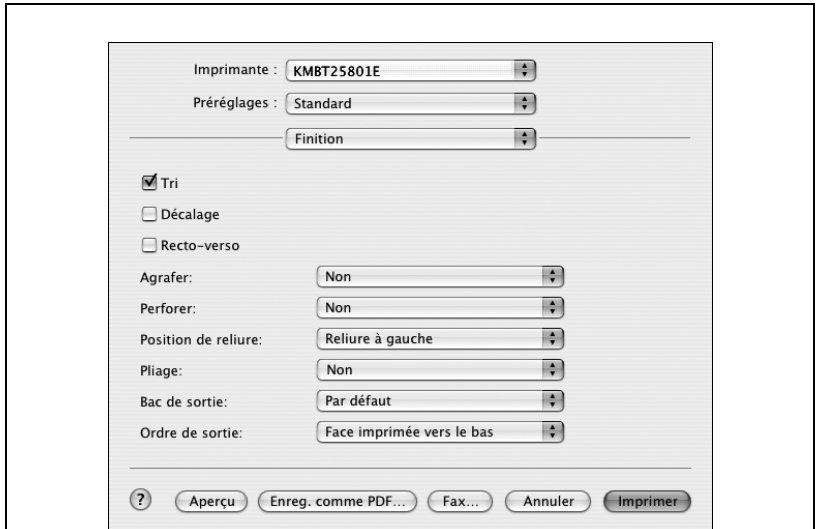 Imprimante : KMBT25801E
Préréglages : Standard
Finition
Tri
Décalage
Recto-verso
Agrafer: Non
Perforer: Non
Position de reliure: Reliure à gauche
Pliage: Non
Bac de sortie: Par défaut
Ordre de sortie: Face imprimée vers le bas
? Aperçu Enreg. comme PDF... Fax... Annuler Imprimer